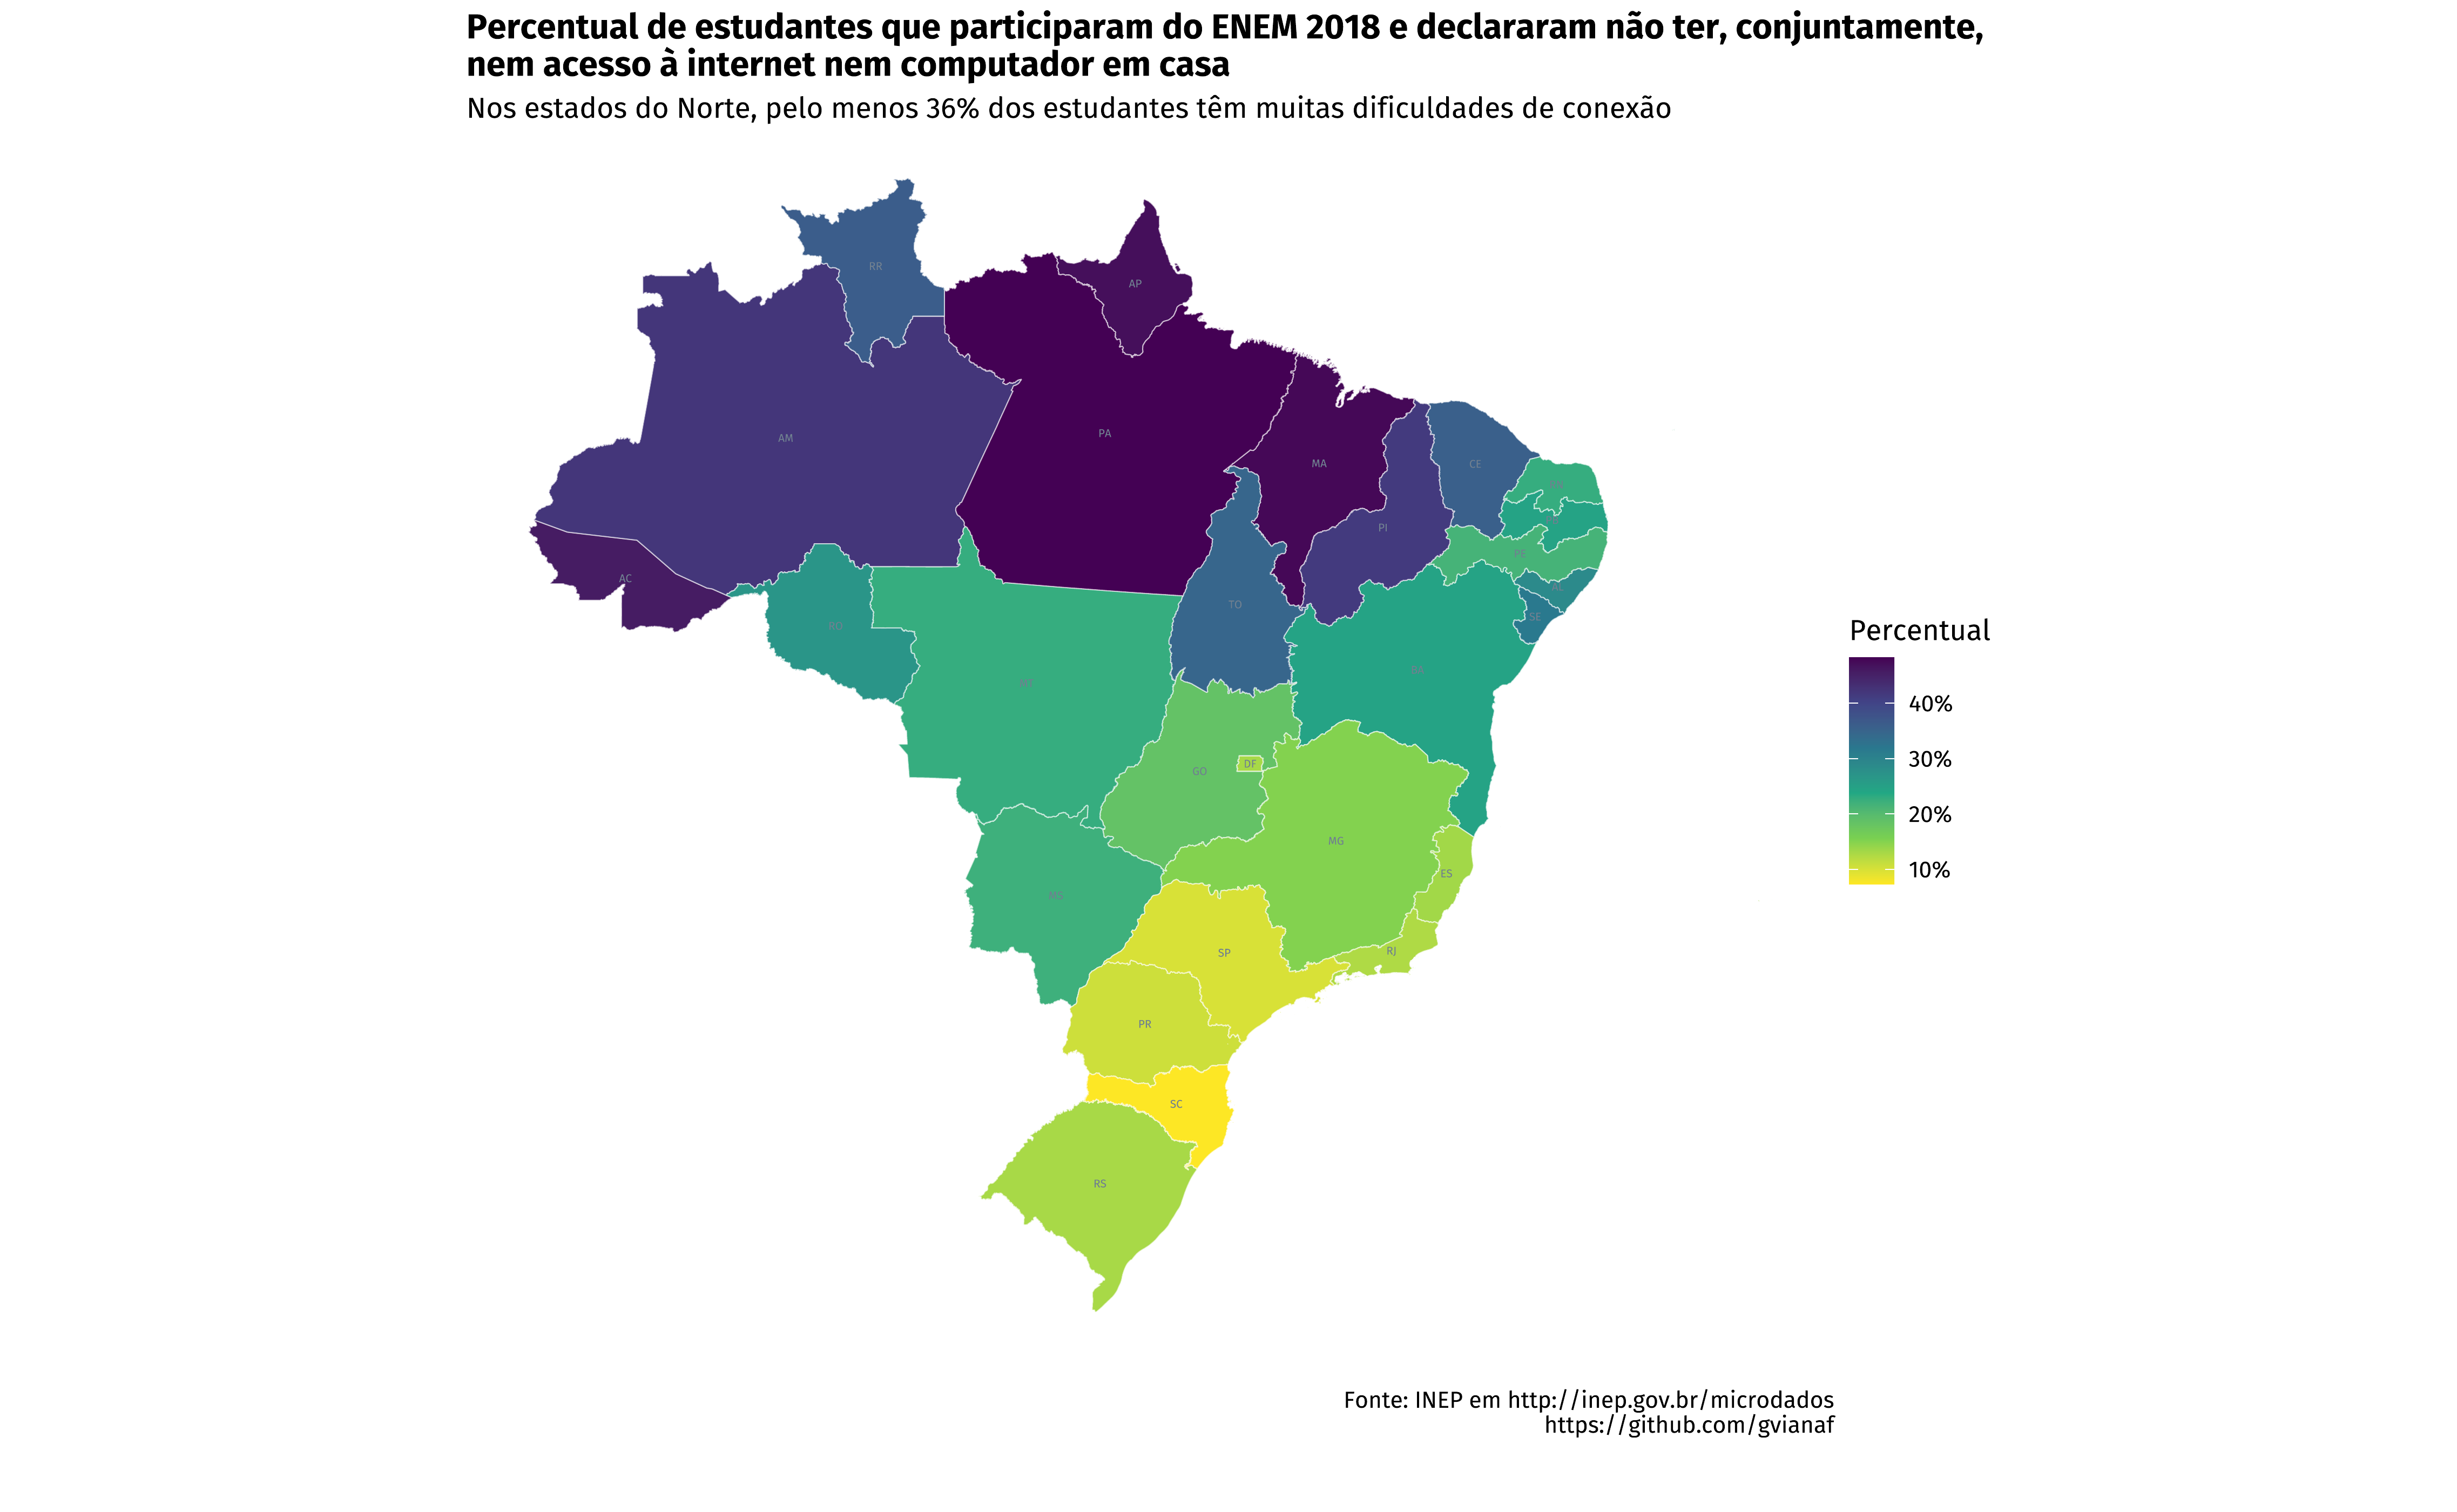 Percentual de estudantes que participaram do ENEM 2018 e declararam não ter, conjuntamente,
nem acesso à internet nem computador em casa
Nos estados do Norte, pelo menos 36% dos estudantes têm muitas dificuldades de conexão
RR
AP
AM
PA
MA
CE
RN
PI
PE
AC
AL
TO
SE
RO
BA
MT
Percentual
40%
30%
20%
10%
GO
DF
MG
ES
MS
SP
RJ
PR
SC
RS
Fonte: INEP em http://inep.gov.br/microdados
https://github.com/gvianaf